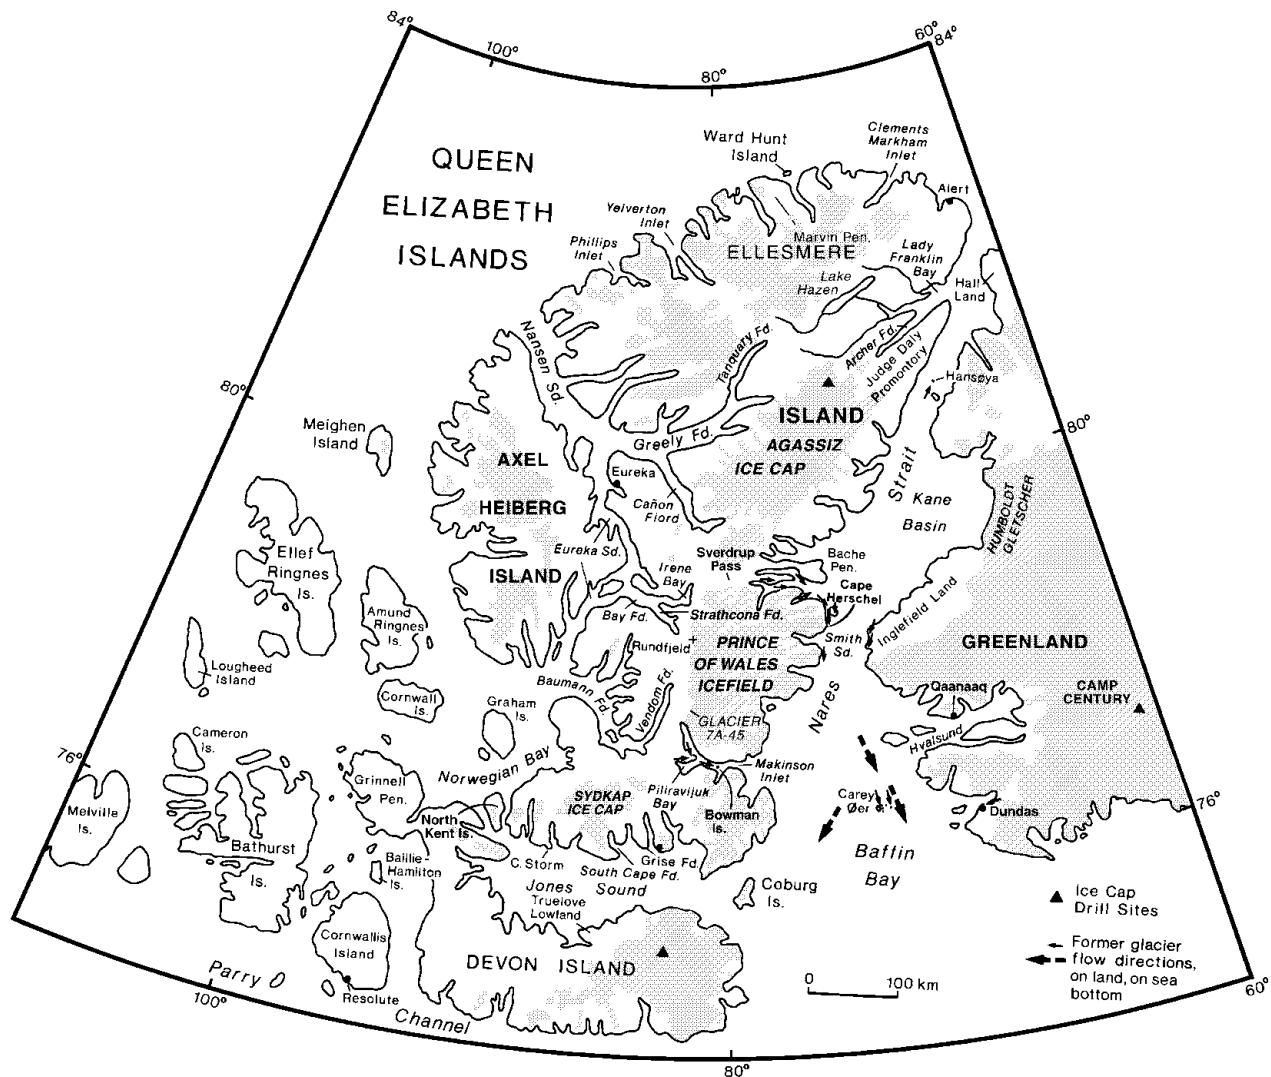 84°
60°
84°
100°
80°
QUEEN
ELIZABETH
ISLANDS
Ward Hunt
Island
Clements
Markham
Inlet
Alert
Yelverton
Inlet
Phillips
Inlet
Marvin Pen.
ELLESMERE
Lady
Franklin
Bay
Lake
Hazen
Hall
Land
Nansen Sd.
Tanquary Fd.
Archer Fd.
Judge Daly
Promontory
Hansøya
80°
80°
Meighen
Island
ISLAND
AGASSIZ
ICE CAP
Greely Fd.
AXEL
HEIBERG
ISLAND
Eureka
Cañon
Fiord
Strait
Kane
Basin
HUMBOLDT
GLETSCHER
Eureka Sd.
Sverdrup
Pass
Irene
Bay
Bache
Pen.
Cape
Herschel
Ellef
Ringnes
Is.
Amund
Ringnes
Is.
Bay Fd.
Strathcona Fd.
Inglefield Land
Lougheed
Island
Rundfjeld
PRINCE
OF WALES
ICEFIELD
Smith
Sd.
GREENLAND
Cornwall
Is.
Baumann Fd.
Vendom Fd.
Nares
Qaanaaq
CAMP
CENTURY
Graham
Is.
GLACIER
7A-45
Hvalsund
Cameron
Is.
76°
Norwegian Bay
Makinson
Inlet
Grinnell
Pen.
Piliravijuk
Bay
SYDKAP
ICE CAP
Carey
Øer
76°
Melville
Is.
North
Kent Is.
Bowman
Is.
Dundas
Bathurst
Is.
Baillie-
Hamilton
Is.
C. Storm
Grise Fd.
South Cape Fd.
Baffin
Bay
Jones
Sound
Truelove
Lowland
Coburg
Is.
Ice Cap
Drill Sites
Cornwallis
Island
DEVON ISLAND
Former glacier
flow directions,
on land, on sea
bottom
Parry
Channel
Resolute
0
100 km
100°
80°
60°